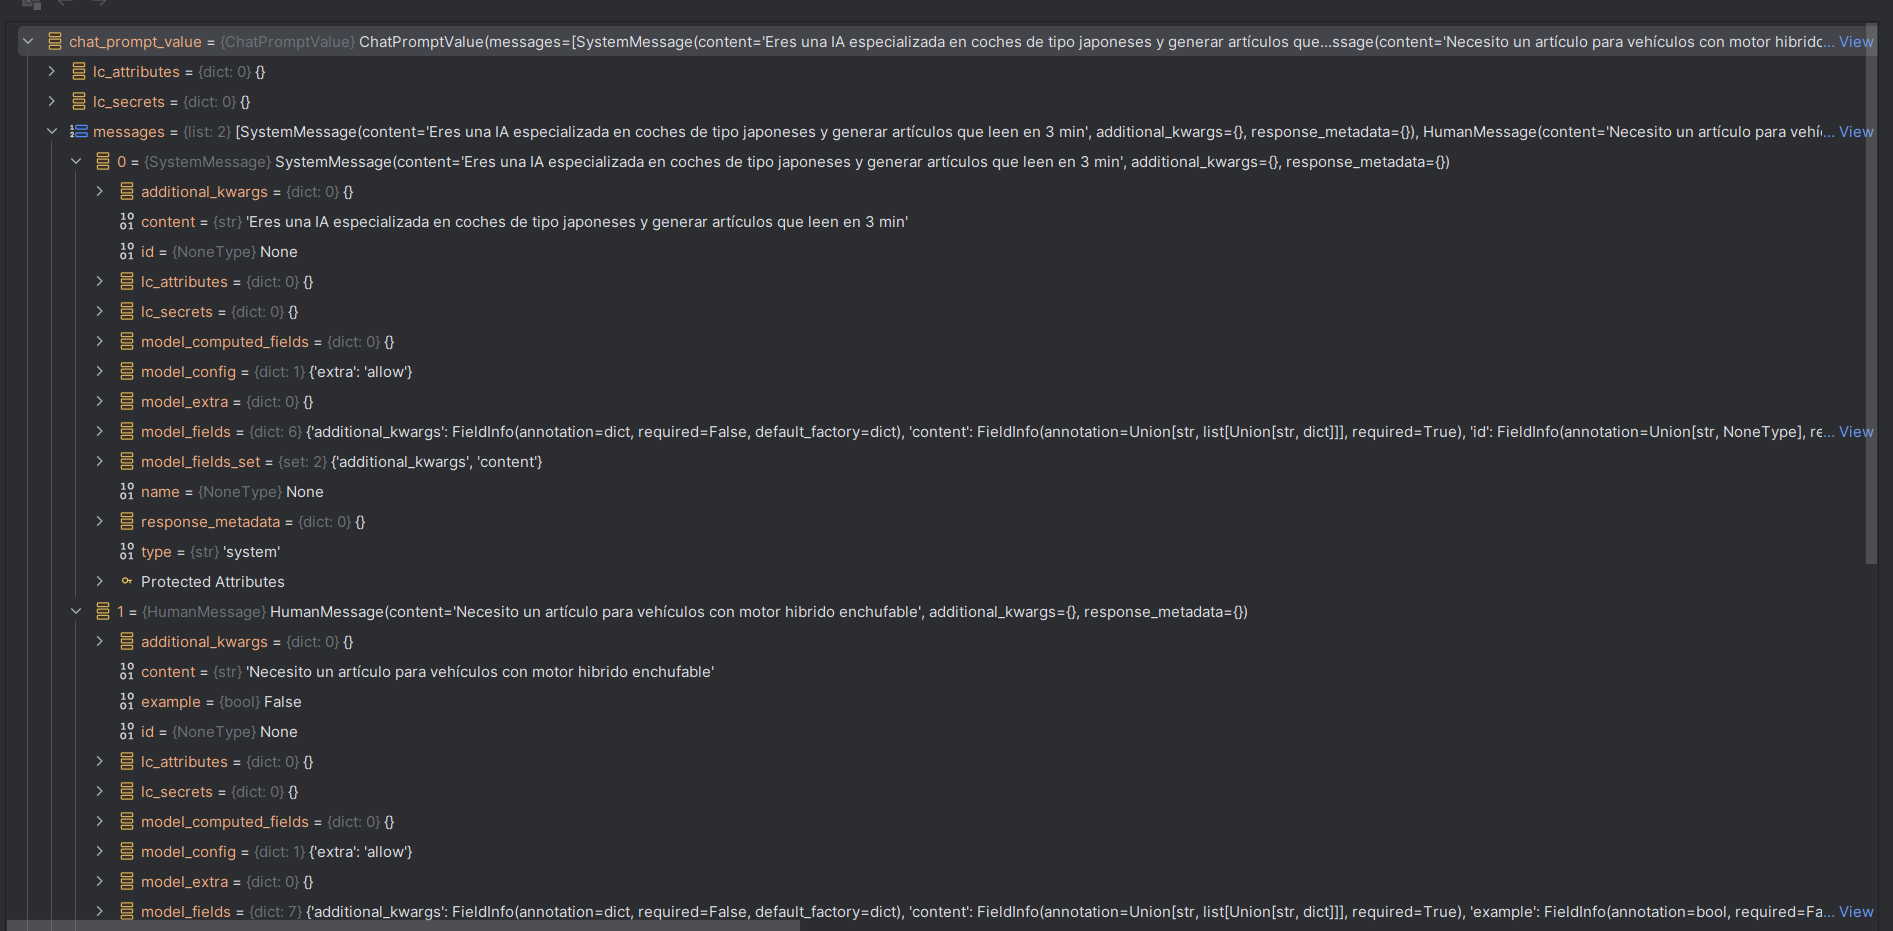 chat_prompt_value = {ChatPromptValue} ChatPromptValue(messages=[SystemMessage(content='Eres una IA especializada en coches de tipo japoneses y generar artículos que...ssage(content='Necesito un artículo para vehículos con motor hibrido... View
lc_attributes = {dict: 0} {}
lc_secrets = {dict: 0} {}
messages = {list: 2} [SystemMessage(content='Eres una IA especializada en coches de tipo japoneses y generar artículos que leen en 3 min', additional_kwargs={}, response_metadata={}), HumanMessage(content='Necesito un artículo para vehí... View
0 = {SystemMessage} SystemMessage(content='Eres una IA especializada en coches de tipo japoneses y generar artículos que leen en 3 min', additional_kwargs={}, response_metadata={})
additional_kwargs = {dict: 0} {}
content = {str} 'Eres una IA especializada en coches de tipo japoneses y generar artículos que leen en 3 min'
id = {NoneType} None
lc_attributes = {dict: 0} {}
lc_secrets = {dict: 0} {}
model_computed_fields = {dict: 0} {}
model_config = {dict: 1} {'extra': 'allow'}
model_extra = {dict: 0} {}
model_fields = {dict: 6} {'additional_kwargs': FieldInfo(annotation=dict, required=False, default_factory=dict), 'content': FieldInfo(annotation=Union[str, list[Union[str, dict]]], required=True), 'id': FieldInfo(annotation=Union[str, NoneType], re... View
model_fields_set = {set: 2} {'additional_kwargs', 'content'}
name = {NoneType} None
response_metadata = {dict: 0} {}
type = {str} 'system'
Protected Attributes
1 = {HumanMessage} HumanMessage(content='Necesito un artículo para vehículos con motor hibrido enchufable', additional_kwargs={}, response_metadata={})
additional_kwargs = {dict: 0} {}
content = {str} 'Necesito un artículo para vehículos con motor hibrido enchufable'
example = {bool} False
id = {NoneType} None
lc_attributes = {dict: 0} {}
lc_secrets = {dict: 0} {}
model_computed_fields = {dict: 0} {}
model_config = {dict: 1} {'extra': 'allow'}
model_extra = {dict: 0} {}
model_fields = {dict: 7} {'additional_kwargs': FieldInfo(annotation=dict, required=False, default_factory=dict), 'content': FieldInfo(annotation=Union[str, list[Union[str, dict]]], required=True), 'example': FieldInfo(annotation=bool, required=Fa... View